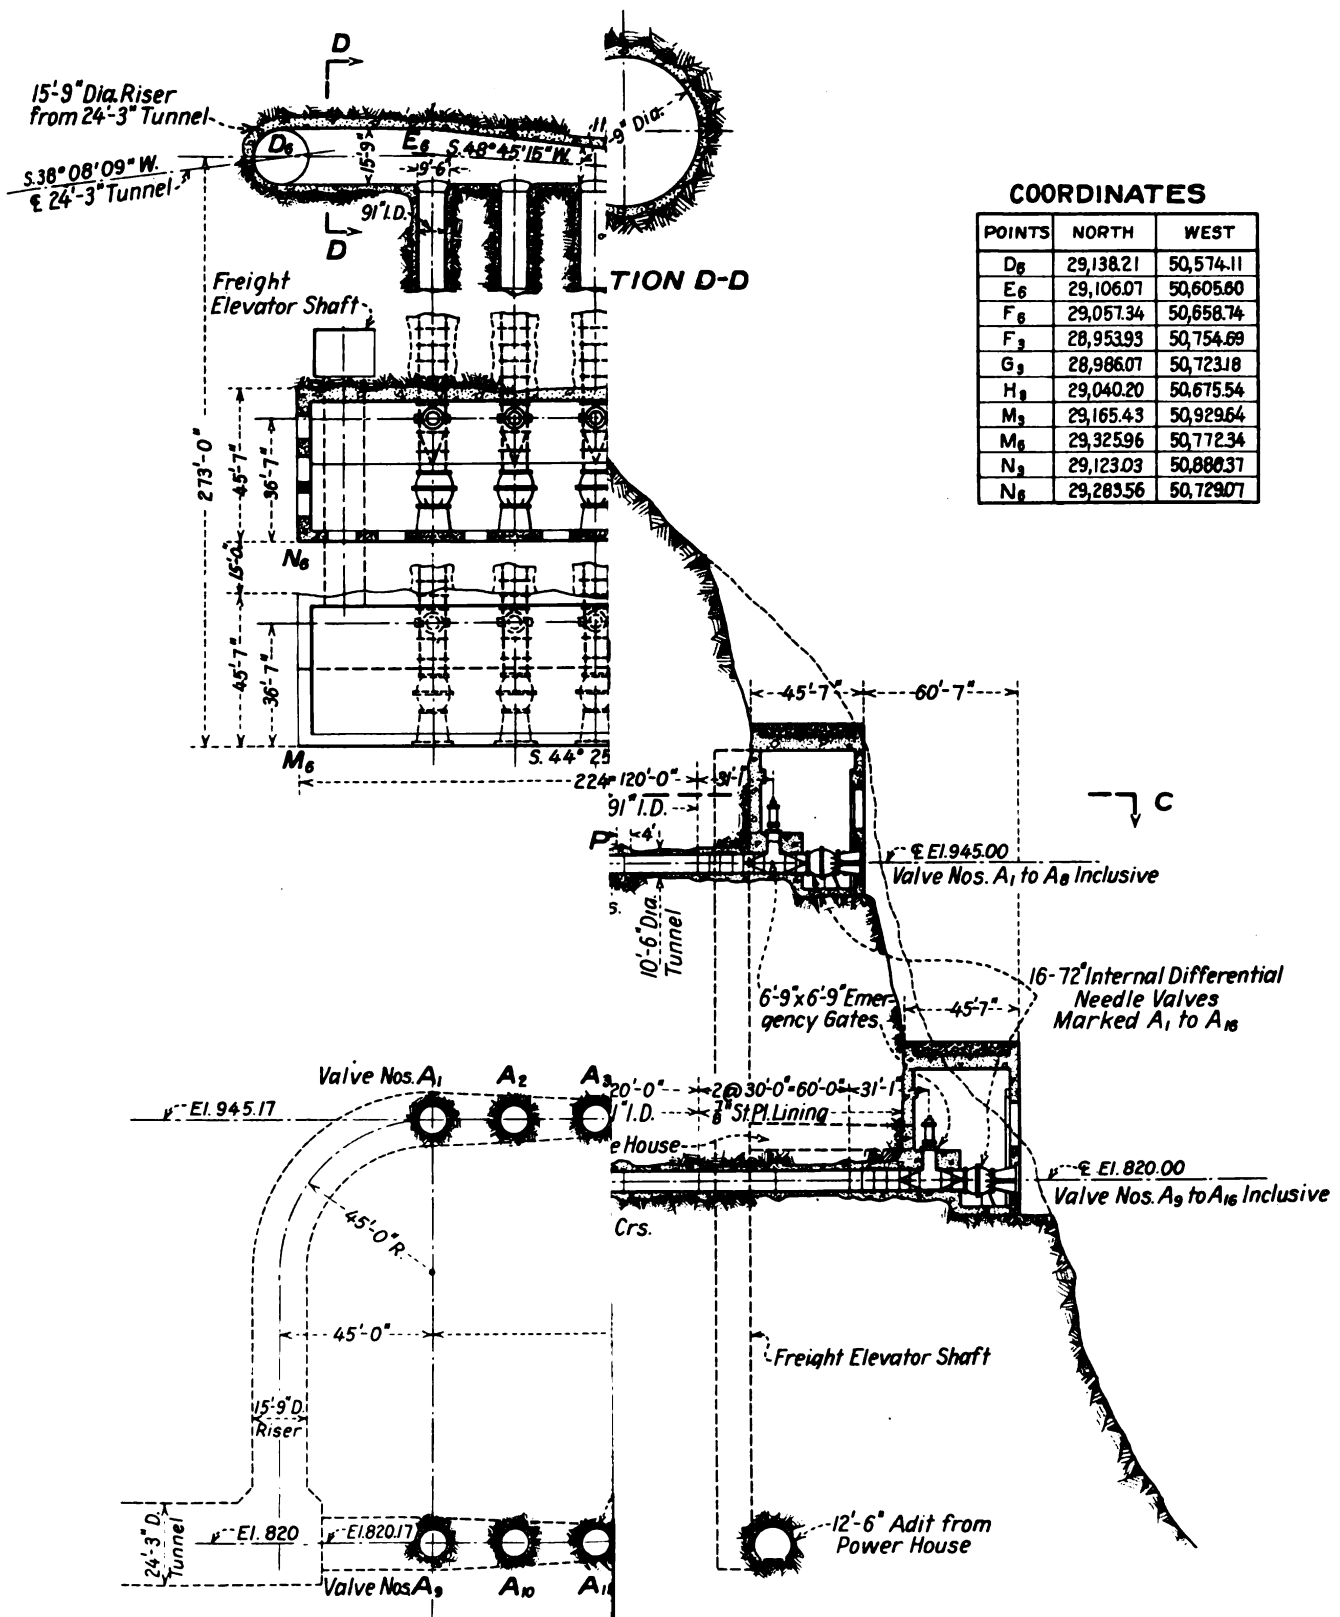 D
15'-9" Dia. Riser
from 24'-3" Tunnel
D6
E6
15'-9"
S. 48° 45' 15" W.
9'-6"
-9" Dia.
S. 38° 08' 09" W.
℄ 24'-3" Tunnel
91" I.D.
D
TION D-D
Freight
Elevator Shaft
COORDINATES
POINTS NORTH WEST
D6 29,138.21 50,574.11
E6 29,106.07 50,605.60
F6 29,057.34 50,658.74
F3 28,953.93 50,754.69
G3 28,986.07 50,723.18
H3 29,040.20 50,675.54
M3 29,165.43 50,929.64
M6 29,325.96 50,772.34
N3 29,123.03 50,886.37
N6 29,283.56 50,729.07
273'-0"
45'-7"
36'-7"
N6
15'-0"
45'-7"
36'-7"
M6
S. 44° 25
224
120'-0"
31'-1"
45'-7"
60'-7"
91" I.D.
C
P
4'
℄ El. 945.00
Valve Nos. A1 to A8 Inclusive
s.
10'-6" Dia.
Tunnel
6'-9" x 6'-9" Emer-
gency Gates
45'-7"
16-72" Internal Differential
Needle Valves
Marked A1 to A16
Valve Nos. A1 A2 A3
El. 945.17
20'-0"
2 @ 30'-0" = 60'-0"
31'-1"
1" I.D.
7/8" St. Pl. Lining
e House
℄ El. 820.00
Valve Nos. A9 to A16 Inclusive
Crs.
45'-0" R.
45'-0"
Freight Elevator Shaft
15'-9" D.
Riser
24'-3" D.
Tunnel
El. 820
El. 820.17
12'-6" Adit from
Power House
Valve Nos. A9 A10 A11